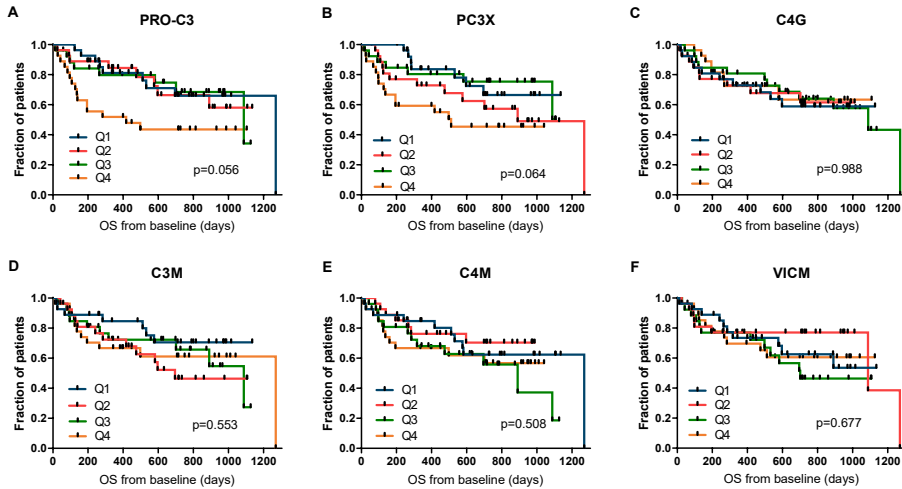 A
PRO-C3
Fraction of patients
1.0
0.8
0.6
0.4
0.2
0.0
Q1
Q2
Q3
Q4
p=0.056
0 200 400 600 800 1000 1200
OS from baseline (days)
B
PC3X
Fraction of patients
1.0
0.8
0.6
0.4
0.2
0.0
Q1
Q2
Q3
Q4
p=0.064
0 200 400 600 800 1000 1200
OS from baseline (days)
C
C4G
Fraction of patients
1.0
0.8
0.6
0.4
0.2
0.0
Q1
Q2
Q3
Q4
p=0.988
0 200 400 600 800 1000 1200
OS from baseline (days)
D
C3M
Fraction of patients
1.0
0.8
0.6
0.4
0.2
0.0
Q1
Q2
Q3
Q4
p=0.553
0 200 400 600 800 1000 1200
OS from baseline (days)
E
C4M
Fraction of patients
1.0
0.8
0.6
0.4
0.2
0.0
Q1
Q2
Q3
Q4
p=0.508
0 200 400 600 800 1000 1200
OS from baseline (days)
F
VICM
Fraction of patients
1.0
0.8
0.6
0.4
0.2
0.0
Q1
Q2
Q3
Q4
p=0.677
0 200 400 600 800 1000 1200
OS from baseline (days)